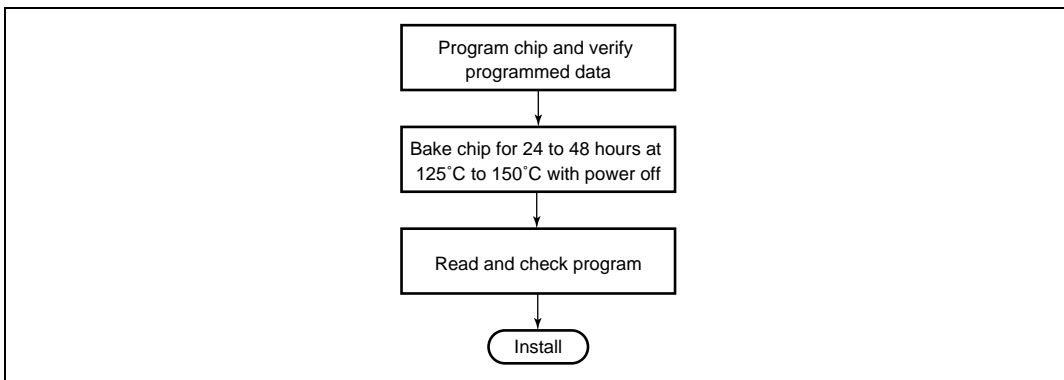 Program chip and verify
programmed data
Bake chip for 24 to 48 hours at
125˚C to 150˚C with power off
Read and check program
Install